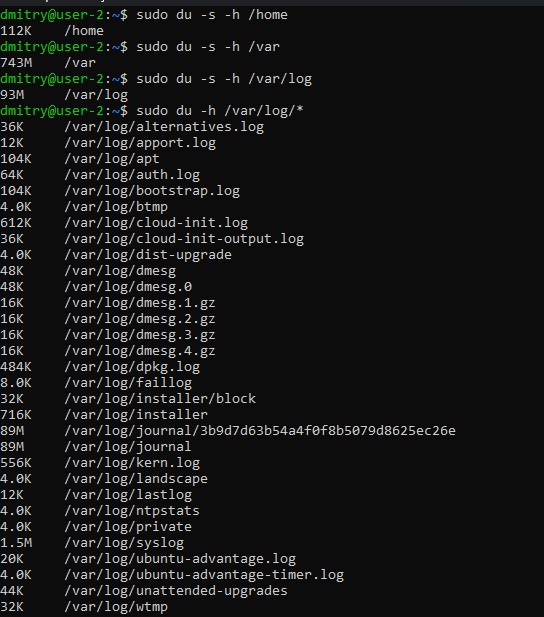 dmitry@user-2:~$ sudo du -s -h /home
112K /home
dmitry@user-2:~$ sudo du -s -h /var
743M /var
dmitry@user-2:~$ sudo du -s -h /var/log
93M /var/log
dmitry@user-2:~$ sudo du -h /var/log/*
36K /var/log/alternatives.log
12K /var/log/apport.log
104K /var/log/apt
64K /var/log/auth.log
104K /var/log/bootstrap.log
4.0K /var/log/btmp
612K /var/log/cloud-init.log
36K /var/log/cloud-init-output.log
4.0K /var/log/dist-upgrade
48K /var/log/dmesg
48K /var/log/dmesg.0
16K /var/log/dmesg.1.gz
16K /var/log/dmesg.2.gz
16K /var/log/dmesg.3.gz
16K /var/log/dmesg.4.gz
484K /var/log/dpkg.log
8.0K /var/log/faillog
32K /var/log/installer/block
716K /var/log/installer
89M /var/log/journal/3b9d7d63b54a4f0f8b5079d8625ec26e
89M /var/log/journal
556K /var/log/kern.log
4.0K /var/log/landscape
12K /var/log/lastlog
4.0K /var/log/ntpstats
4.0K /var/log/private
1.5M /var/log/syslog
20K /var/log/ubuntu-advantage.log
4.0K /var/log/ubuntu-advantage-timer.log
44K /var/log/unattended-upgrades
32K /var/log/wtmp